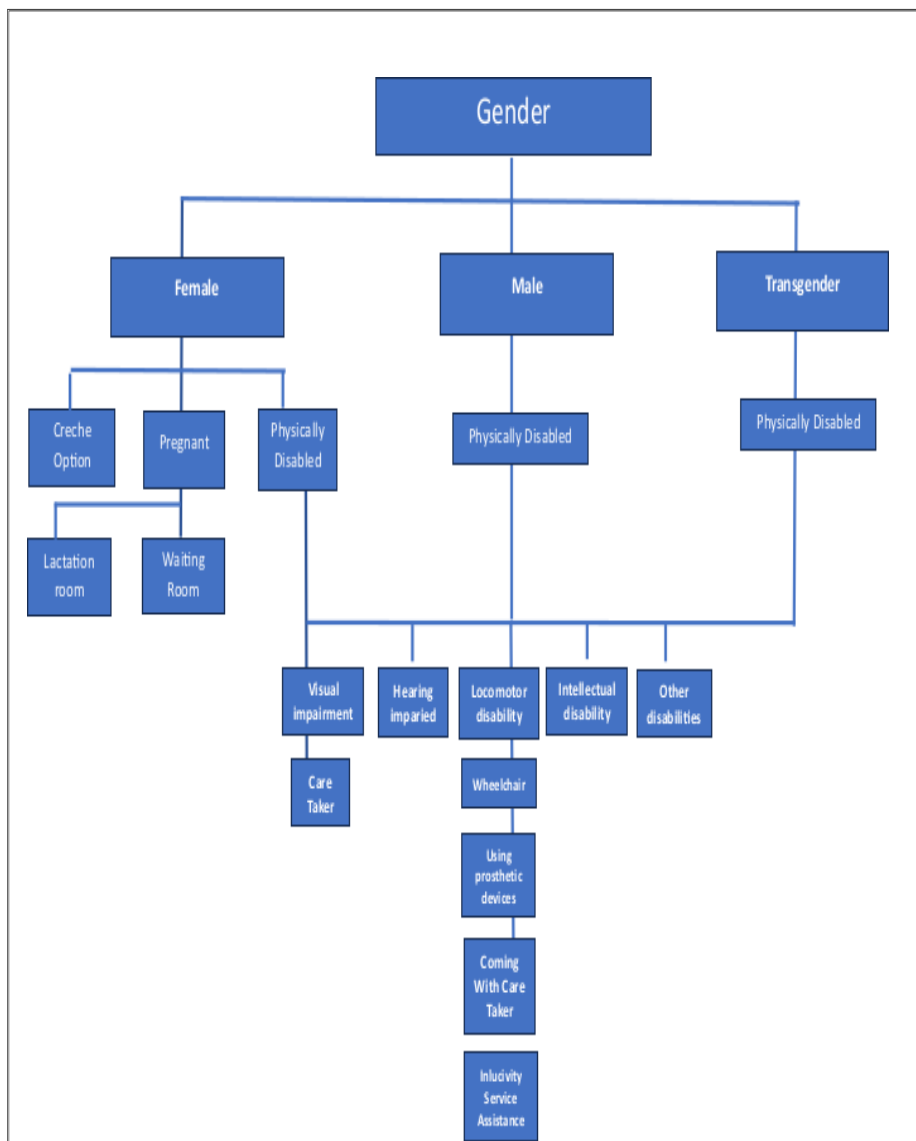 Gender
Female
Male
Transgender
Creche
Option
Pregnant
Physically
Disabled
Physically Disabled
Physically Disabled
Lactation
room
Waiting
Room
Visual
impairment
Hearing
imparied
Locomotor
disability
Intellectual
disability
Other
disabilities
Care
Taker
Wheelchair
Using
prosthetic
devices
Coming
With Care
Taker
Inlucivity
Service
Assistance